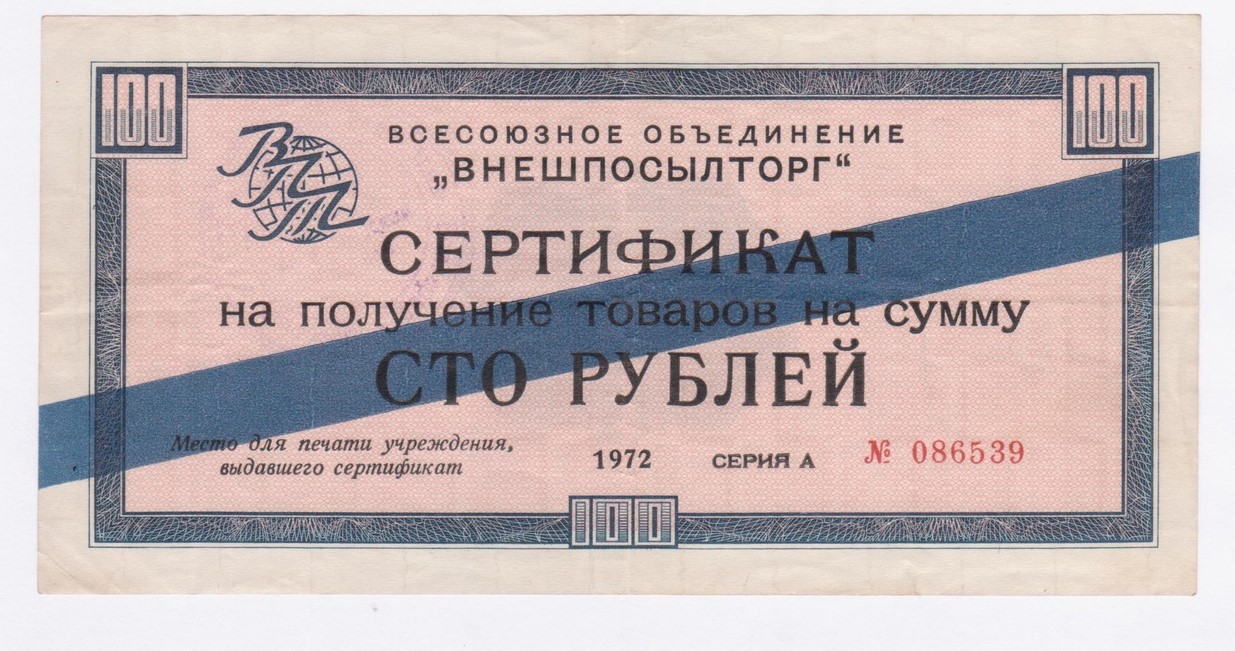 100 100
ВПТ
ВСЕСОЮЗНОЕ ОБЪЕДИНЕНИЕ
„ВНЕШПОСЫЛТОРГ“
СЕРТИФИКАТ
на получение товаров на сумму
СТО РУБЛЕЙ
Место для печати учреждения,
выдавшего сертификат
1972 СЕРИЯ А № 086539
100